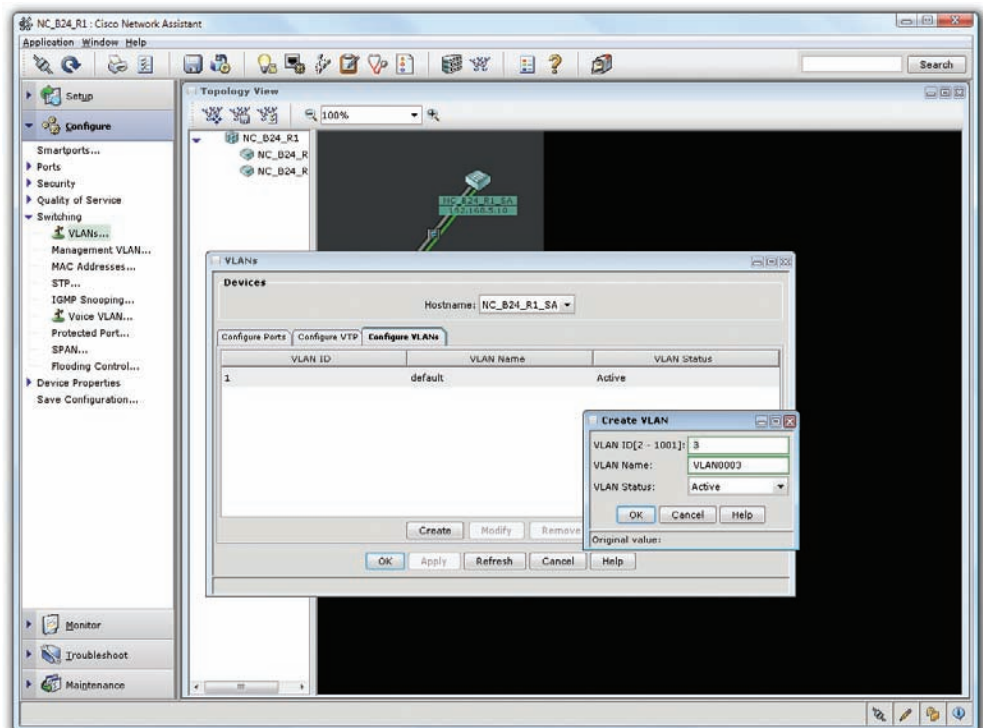 NC_B24_R1 : Cisco Network Assistant
Application Window Help
Search
Setup
Configure
Smartports...
Ports
Security
Quality of Service
Switching
VLANs...
Management VLAN...
MAC Addresses...
STP...
IGMP Snooping...
Voice VLAN...
Protected Port...
SPAN...
Flooding Control...
Device Properties
Save Configuration...
Monitor
Troubleshoot
Maintenance
Topology View
100%
NC_B24_R1
NC_B24_R
NC_B24_R
NC_B24_R1_SA
192.168.5.10
VLANs
Devices
Hostname: NC_B24_R1_SA
Configure Ports Configure VTP Configure VLANs
VLAN ID VLAN Name VLAN Status
1 default Active
Create Modify Remove
OK Apply Refresh Cancel Help
Create VLAN
VLAN ID[2 - 1001]: 3
VLAN Name: VLAN0003
VLAN Status: Active
OK Cancel Help
Original value: